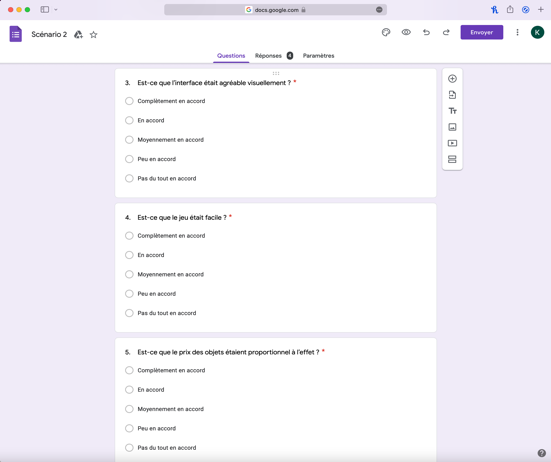 docs.google.com
Scénario 2
Envoyer
K
Questions
Réponses 4
Paramètres
3. Est-ce que l'interface était agréable visuellement ? *
Complètement en accord
En accord
Moyennement en accord
Peu en accord
Pas du tout en accord
4. Est-ce que le jeu était facile ? *
Complètement en accord
En accord
Moyennement en accord
Peu en accord
Pas du tout en accord
5. Est-ce que le prix des objets étaient proportionnel à l'effet ? *
Complètement en accord
En accord
Moyennement en accord
Peu en accord
Pas du tout en accord